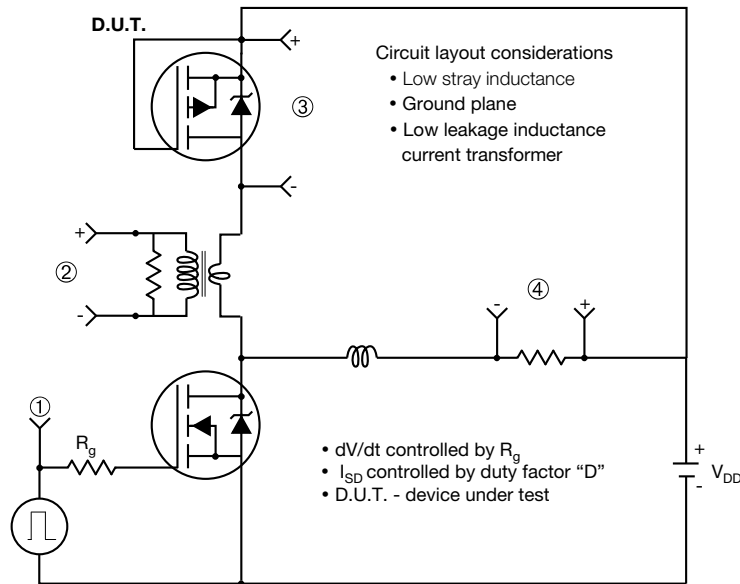 D.U.T.
+
Circuit layout considerations
• Low stray inductance
③
• Ground plane
• Low leakage inductance
current transformer
-
+
②
④
-
+
-
①
Rg
• dV/dt controlled by Rg
• ISD controlled by duty factor “D”
• D.U.T. - device under test
+
VDD
-